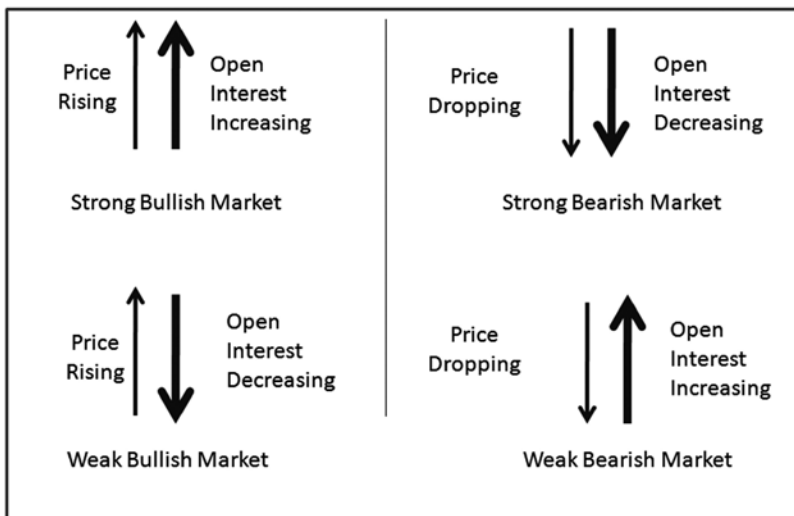 Price
Rising
Open
Interest
Increasing
Strong Bullish Market
Price
Dropping
Open
Interest
Decreasing
Strong Bearish Market
Price
Rising
Open
Interest
Decreasing
Weak Bullish Market
Price
Dropping
Open
Interest
Increasing
Weak Bearish Market